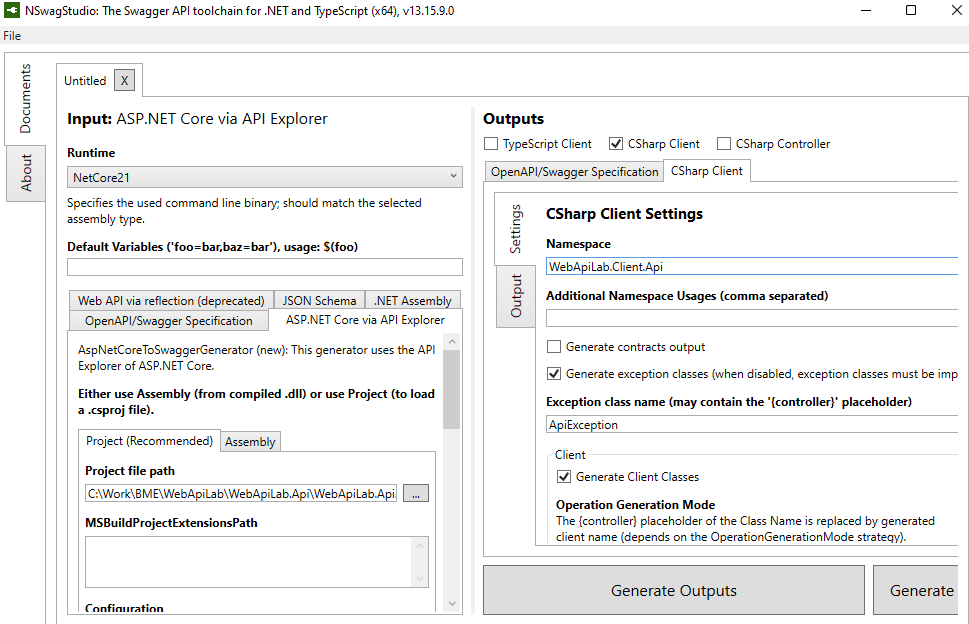 NSwagStudio: The Swagger API toolchain for .NET and TypeScript (x64), v13.15.9.0
File
Documents
About
Untitled X
Input: ASP.NET Core via API Explorer
Runtime
NetCore21
Specifies the used command line binary; should match the selected
assembly type.
Default Variables ('foo=bar,baz=bar'), usage: $(foo)
Web API via reflection (deprecated) JSON Schema .NET Assembly
OpenAPI/Swagger Specification ASP.NET Core via API Explorer
AspNetCoreToSwaggerGenerator (new): This generator uses the API
Explorer of ASP.NET Core.
Either use Assembly (from compiled .dll) or use Project (to load
a .csproj file).
Project (Recommended) Assembly
Project file path
C:\Work\BME\WebApiLab\WebApiLab.Api\WebApiLab.Api. ...
MSBuildProjectExtensionsPath
Configuration
Outputs
TypeScript Client CSharp Client CSharp Controller
OpenAPI/Swagger Specification CSharp Client
Settings
Output
CSharp Client Settings
Namespace
WebApiLab.Client.Api
Additional Namespace Usages (comma separated)
Generate contracts output
Generate exception classes (when disabled, exception classes must be imp
Exception class name (may contain the '{controller}' placeholder)
ApiException
Client
Generate Client Classes
Operation Generation Mode
The {controller} placeholder of the Class Name is replaced by generated
client name (depends on the OperationGenerationMode strategy).
Generate Outputs
Generate